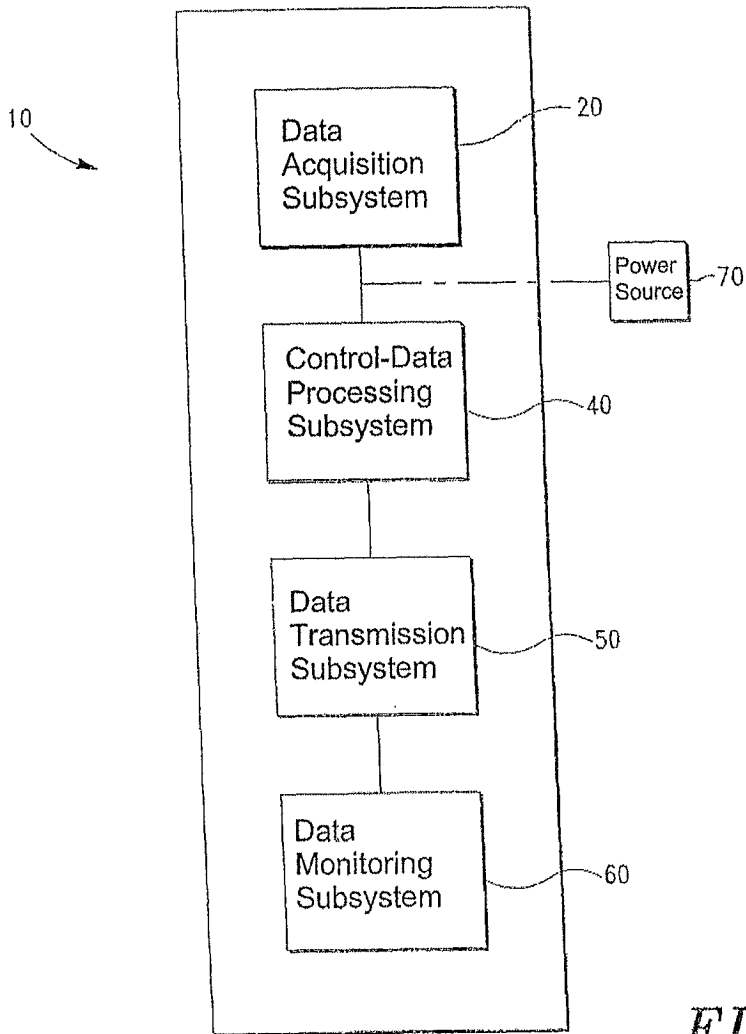 10
Data
Acquisition
Subsystem
20
Power
Source
70
Control-Data
Processing
Subsystem
40
Data
Transmission
Subsystem
50
Data
Monitoring
Subsystem
60